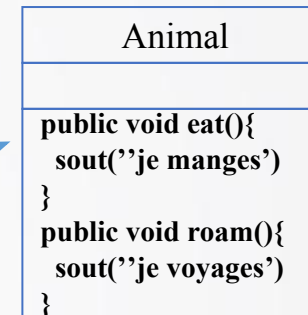 Animal
public void eat(){
sout(’’je manges’)
}
public void roam(){
sout(’’je voyages’)
}